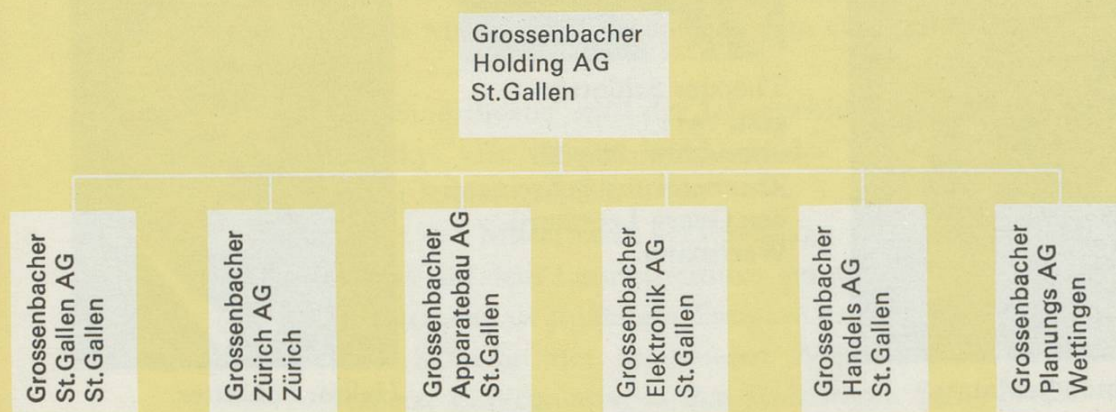 Grossenbacher
Holding AG
St.Gallen
Grossenbacher
St.Gallen AG
St.Gallen
Grossenbacher
Zürich AG
Zürich
Grossenbacher
Apparatebau AG
St.Gallen
Grossenbacher
Elektronik AG
St.Gallen
Grossenbacher
Handels AG
St.Gallen
Grossenbacher
Planungs AG
Wettingen